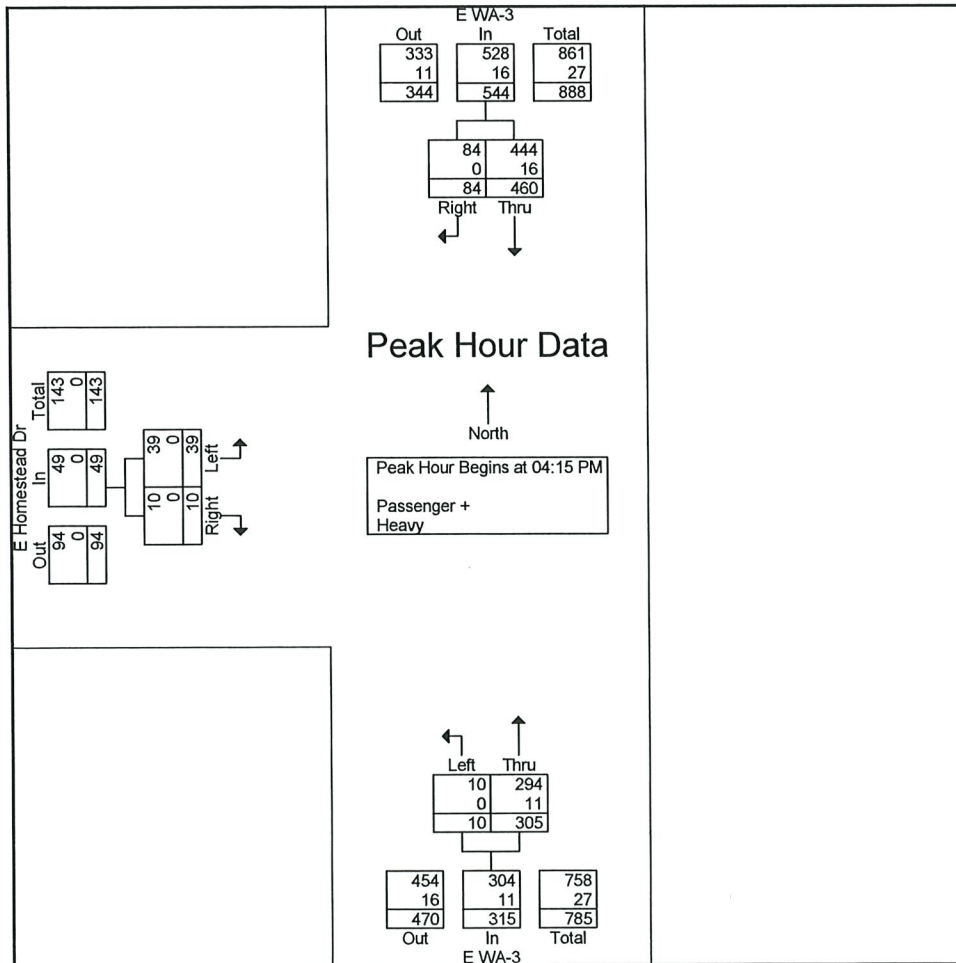 E WA-3
Out In Total
333 528 861
11 16 27
344 544 888
84 444
0 16
84 460
Right Thru
Peak Hour Data
North
Peak Hour Begins at 04:15 PM
Passenger +
Heavy
E Homestead Dr
Out In Total
94 49 143
0 0 0
94 49 143
Right Left
10 39
0 0
10 39
Left Thru
10 294
0 11
10 305
454 304 758
16 11 27
470 315 785
Out In Total
E WA-3